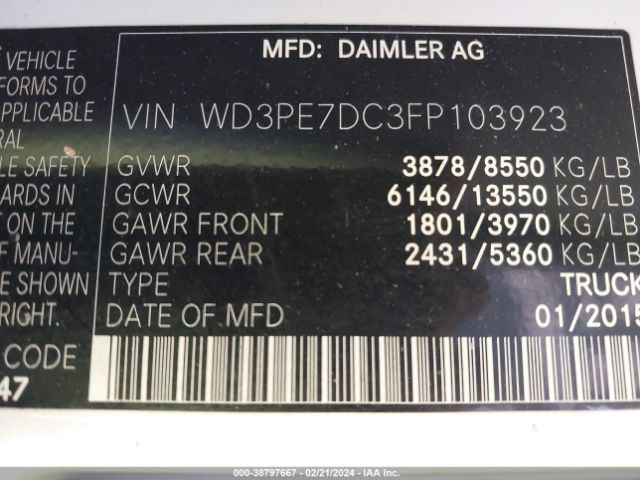 MFD: DAIMLER AG
VEHICLE
FORMS TO
APPLICABLE
RAL
LE SAFETY
ARDS IN
T ON THE
OF MANU-
E SHOWN
RIGHT.
VIN WD3PE7DC3FP103923
GVWR 3878/8550 KG/LB
GCWR 6146/13550 KG/LB
GAWR FRONT 1801/3970 KG/LB
GAWR REAR 2431/5360 KG/LB
TYPE TRUCK
DATE OF MFD 01/2015
CODE
47
000-38797667 - 02/21/2024 - IAA Inc.